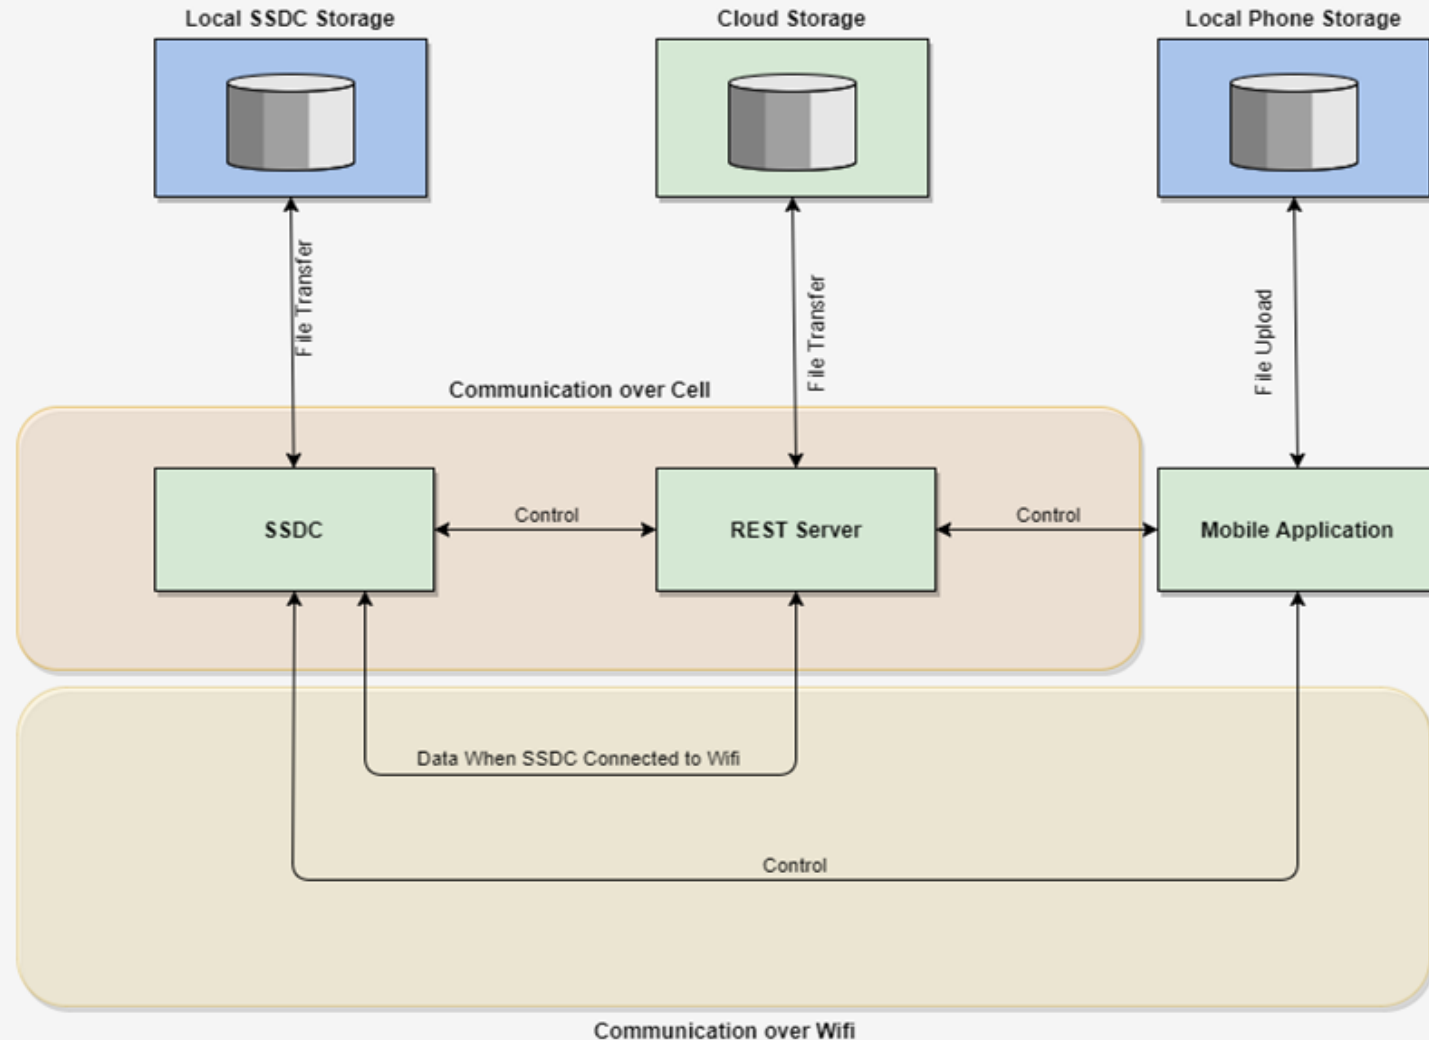 Local SSDC Storage
Cloud Storage
Local Phone Storage
File Transfer
File Transfer
File Upload
Communication over Cell
SSDC
Control
REST Server
Control
Mobile Application
Data When SSDC Connected to Wifi
Control
Communication over Wifi